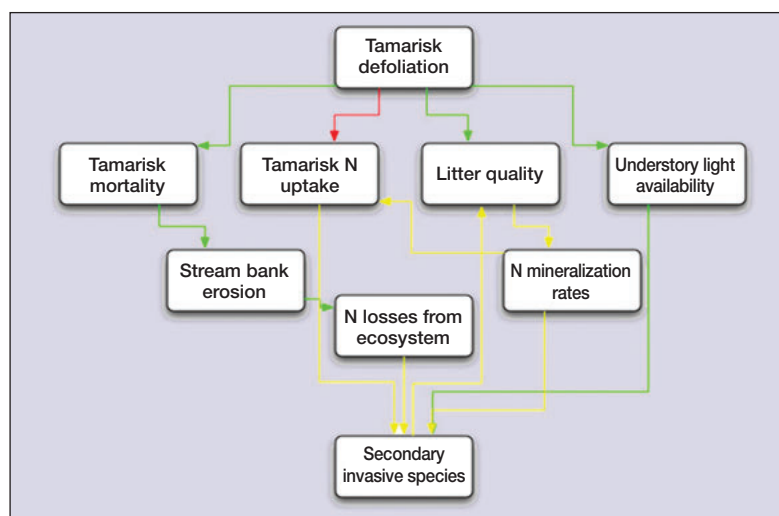 Tamarisk
defoliation
Tamarisk
mortality
Tamarisk N
uptake
Litter quality
Understory light
availability
Stream bank
erosion
N mineralization
rates
N losses from
ecosystem
Secondary
invasive species